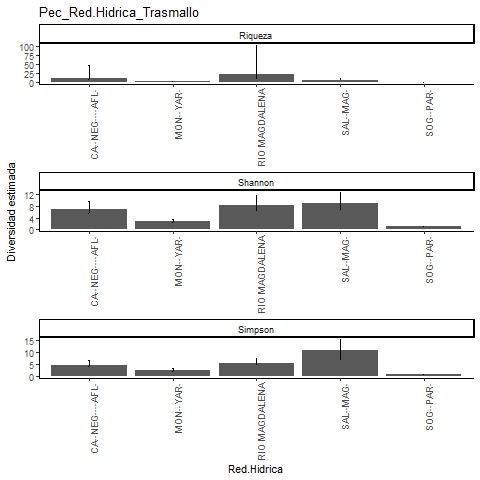 Pec_Red.Hidrica_Trasmallo
Riqueza
100
75
50
25
0
CA--NEG----AFL-
MON--YAR-
RIO MAGDALENA
SAL--MAG-
SOG--PAR-
Shannon
12
8
4
0
CA--NEG----AFL-
MON--YAR-
RIO MAGDALENA
SAL--MAG-
SOG--PAR-
Simpson
15
10
5
0
CA--NEG----AFL-
MON--YAR-
RIO MAGDALENA
SAL--MAG-
SOG--PAR-
Diversidad estimada
Red.Hidrica